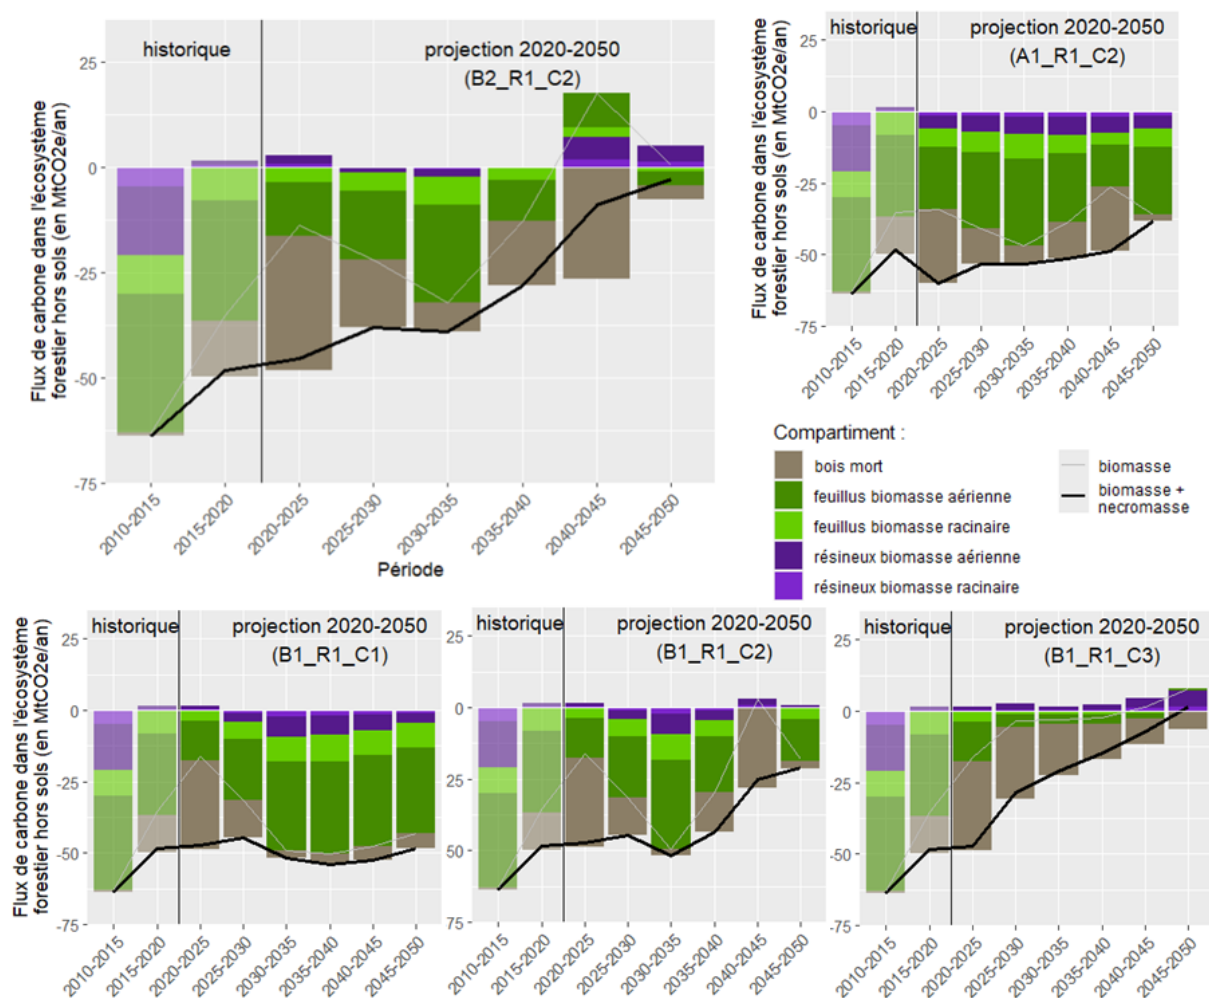 historique
projection 2020-2050
(B2_R1_C2)
Flux de carbone dans l'écosystème
forestier hors sols (en MtCO2e/an)
25
0
-25
-50
-75
2010-2015
2015-2020
2020-2025
2025-2030
2030-2035
2035-2040
2040-2045
2045-2050
Période
historique
projection 2020-2050
(A1_R1_C2)
Flux de carbone dans l'écosystème
forestier hors sols (en MtCO2e/an)
25
0
-25
-50
-75
2010-2015
2015-2020
2020-2025
2025-2030
2030-2035
2035-2040
2040-2045
2045-2050
Compartiment :
bois mort
feuillus biomasse aérienne
feuillus biomasse racinaire
résineux biomasse aérienne
résineux biomasse racinaire
biomasse
biomasse +
necromasse
historique
projection 2020-2050
(B1_R1_C1)
Flux de carbone dans l'écosystème
forestier hors sols (en MtCO2e/an)
25
0
-25
-50
-75
2010-2015
2015-2020
2020-2025
2025-2030
2030-2035
2035-2040
2040-2045
2045-2050
historique
projection 2020-2050
(B1_R1_C2)
25
0
-25
-50
-75
2010-2015
2015-2020
2020-2025
2025-2030
2030-2035
2035-2040
2040-2045
2045-2050
historique
projection 2020-2050
(B1_R1_C3)
25
0
-25
-50
-75
2010-2015
2015-2020
2020-2025
2025-2030
2030-2035
2035-2040
2040-2045
2045-2050